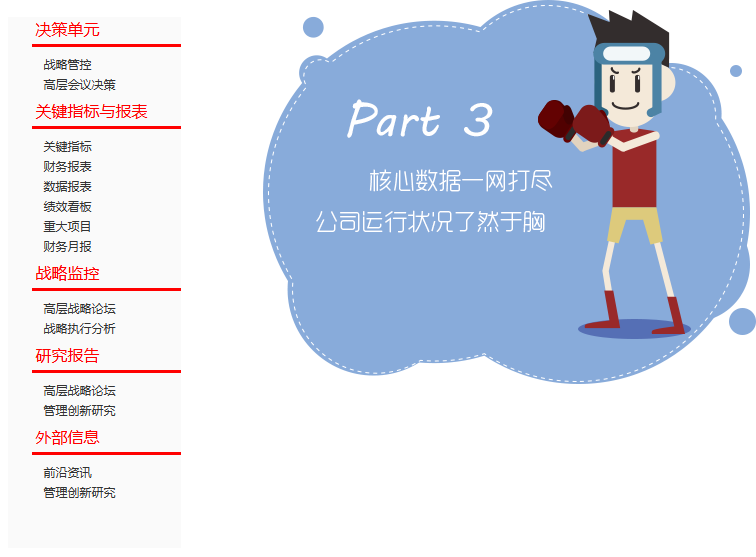 决策单元
战略管控
高层会议决策
关键指标与报表
关键指标
财务报表
数据报表
绩效看板
重大项目
财务月报
战略监控
高层战略论坛
战略执行分析
研究报告
高层战略论坛
管理创新研究
外部信息
前沿资讯
管理创新研究
Part 3
核心数据一网打尽
公司运行状况了然于胸